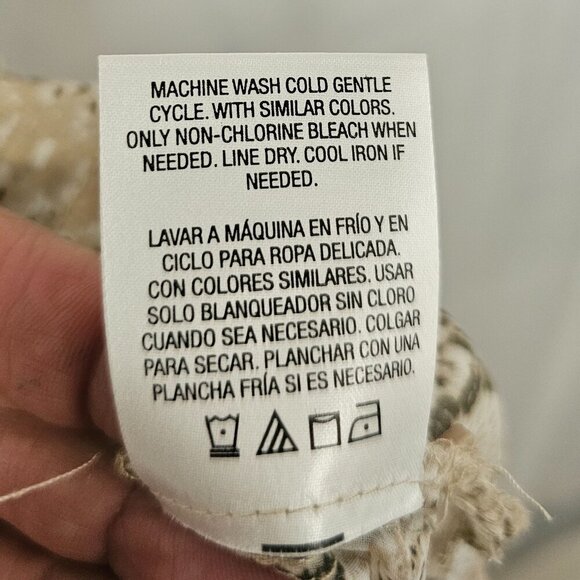 MACHINE WASH COLD GENTLE
CYCLE. WITH SIMILAR COLORS.
ONLY NON-CHLORINE BLEACH WHEN
NEEDED. LINE DRY. COOL IRON IF
NEEDED.
LAVAR A MÁQUINA EN FRÍO Y EN
CICLO PARA ROPA DELICADA.
CON COLORES SIMILARES. USAR
SOLO BLANQUEADOR SIN CLORO
CUANDO SEA NECESARIO. COLGAR
PARA SECAR. PLANCHAR CON UNA
PLANCHA FRÍA SI ES NECESARIO.